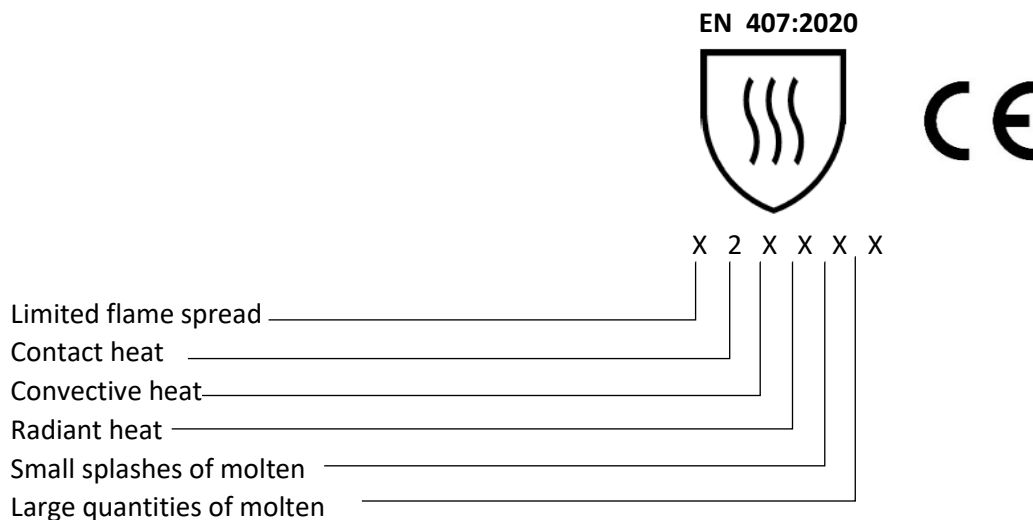 EN 407:2020
CE
X 2 X X X X
Limited flame spread
Contact heat
Convective heat
Radiant heat
Small splashes of molten
Large quantities of molten